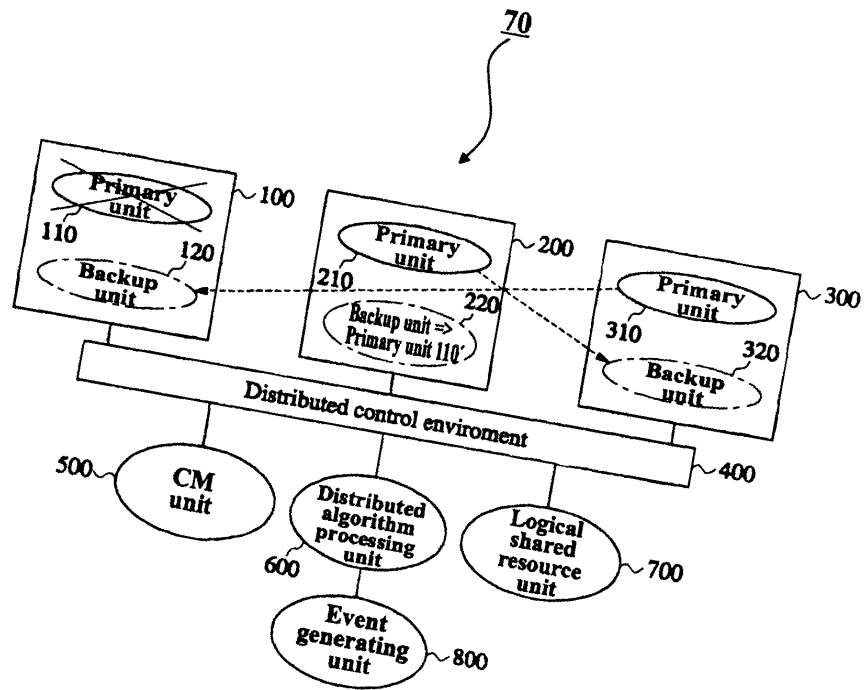 70
Primary
unit
100
110
120
Backup
unit
Primary
unit
200
210
220
Backup unit ⇒
Primary unit 110′
Primary
unit
300
310
320
Backup
unit
Distributed control enviroment
400
500
CM
unit
Distributed
algorithm
processing
unit
600
Logical
shared
resource
unit
700
Event
generating
unit
800